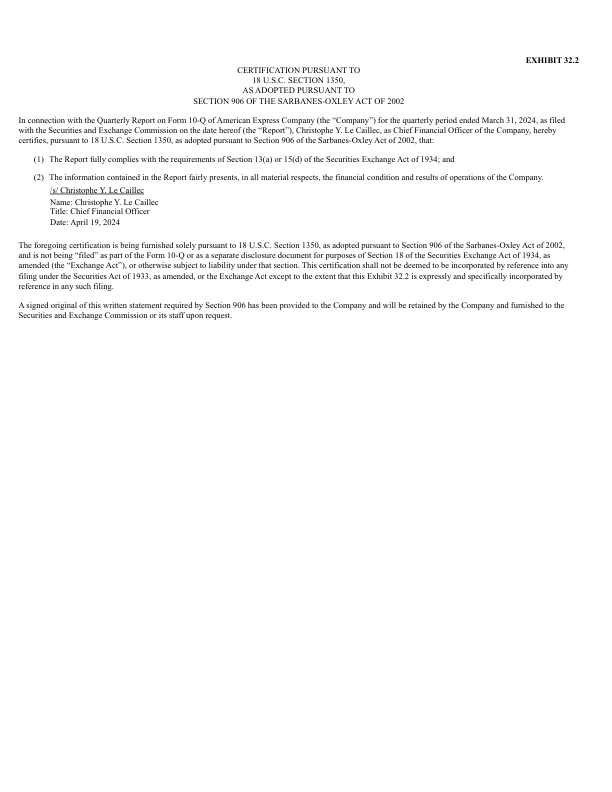 EXHIBIT 32.2
CERTIFICATION PURSUANT TO
18 U.S.C. SECTION 1350,
AS ADOPTED PURSUANT TO
SECTION 906 OF THE SARBANES-OXLEY ACT OF 2002
In connection with the Quarterly Report on Form 10-Q of American Express Company (the “Company”) for the quarterly period ended March 31, 2024, as filed
with the Securities and Exchange Commission on the date hereof (the “Report”), Christophe Y. Le Caillec, as Chief Financial Officer of the Company, hereby
certifies, pursuant to 18 U.S.C. Section 1350, as adopted pursuant to Section 906 of the Sarbanes-Oxley Act of 2002, that:
(1) The Report fully complies with the requirements of Section 13(a) or 15(d) of the Securities Exchange Act of 1934; and
(2) The information contained in the Report fairly presents, in all material respects, the financial condition and results of operations of the Company.
/s/ Christophe Y. Le Caillec
Name: Christophe Y. Le Caillec
Title: Chief Financial Officer
Date: April 19, 2024
The foregoing certification is being furnished solely pursuant to 18 U.S.C. Section 1350, as adopted pursuant to Section 906 of the Sarbanes-Oxley Act of 2002,
and is not being “filed” as part of the Form 10-Q or as a separate disclosure document for purposes of Section 18 of the Securities Exchange Act of 1934, as
amended (the “Exchange Act”), or otherwise subject to liability under that section. This certification shall not be deemed to be incorporated by reference into any
filing under the Securities Act of 1933, as amended, or the Exchange Act except to the extent that this Exhibit 32.2 is expressly and specifically incorporated by
reference in any such filing.
A signed original of this written statement required by Section 906 has been provided to the Company and will be retained by the Company and furnished to the
Securities and Exchange Commission or its staff upon request.